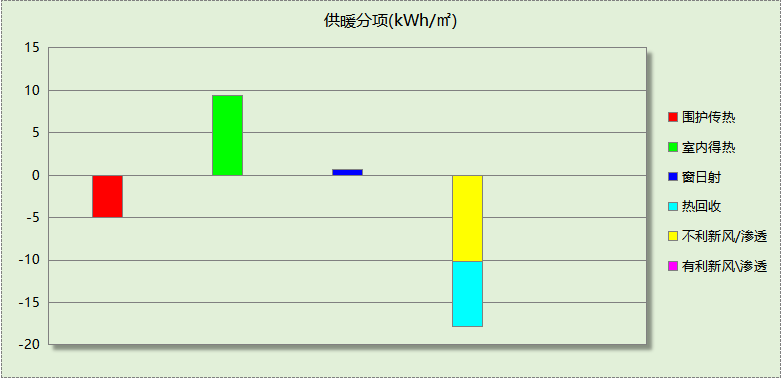 供暖分项(kWh/㎡)
15
10
5
0
-5
-10
-15
-20
围护传热
室内得热
窗日射
热回收
不利新风/渗透
有利新风\渗透